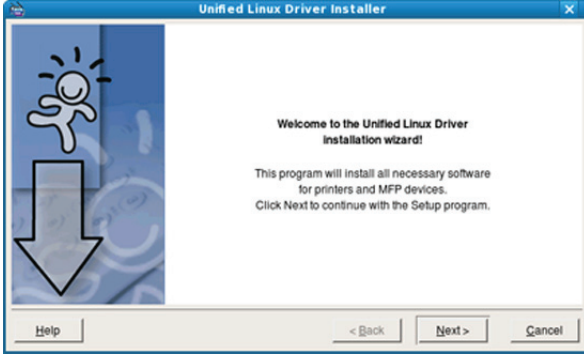 Unified Linux Driver Installer
Welcome to the Unified Linux Driver
installation wizard!
This program will install all necessary software
for printers and MFP devices.
Click Next to continue with the Setup program.
Help
< Back
Next >
Cancel